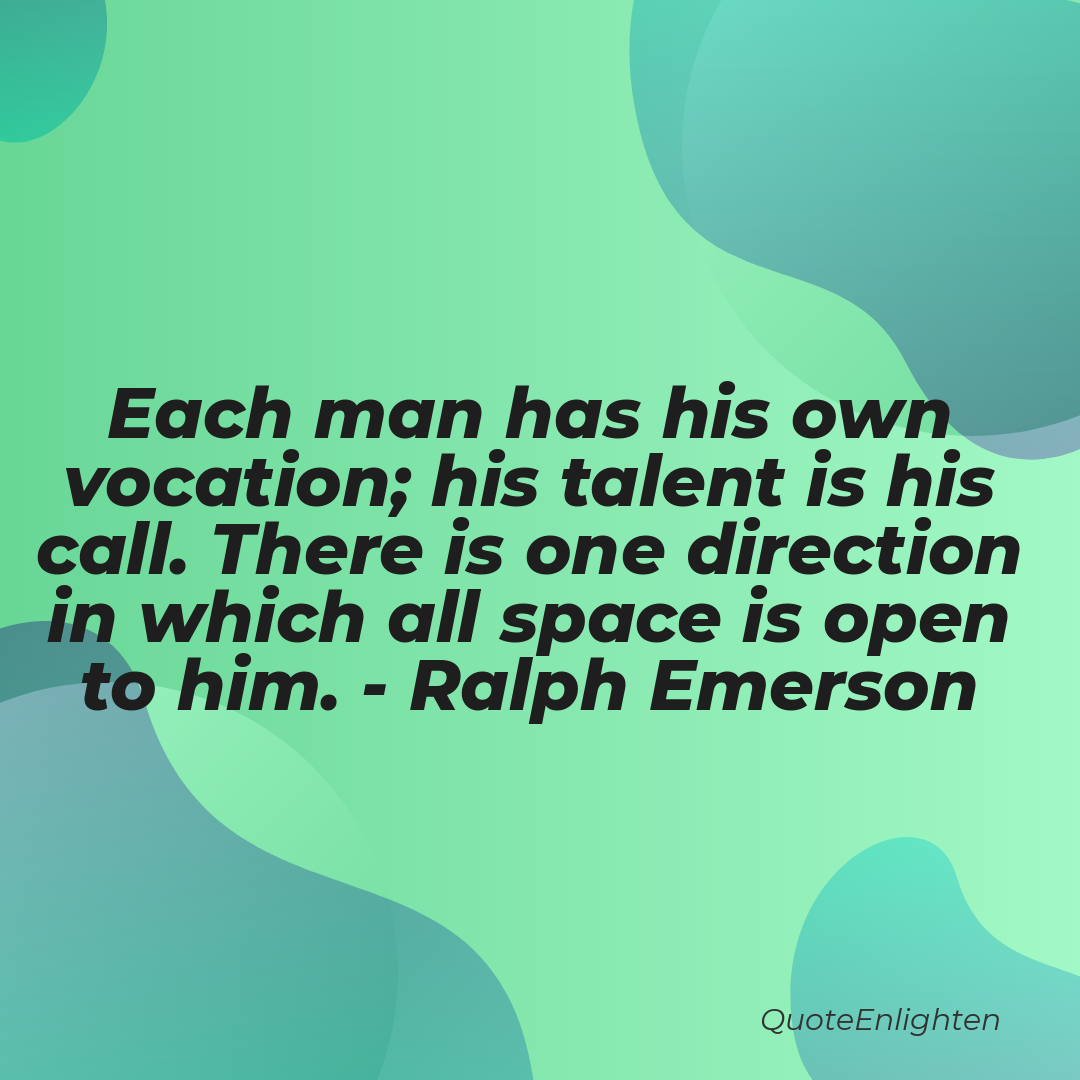 Each man has his own
vocation; his talent is his
call. There is one direction
in which all space is open
to him. - Ralph Emerson
QuoteEnlighten